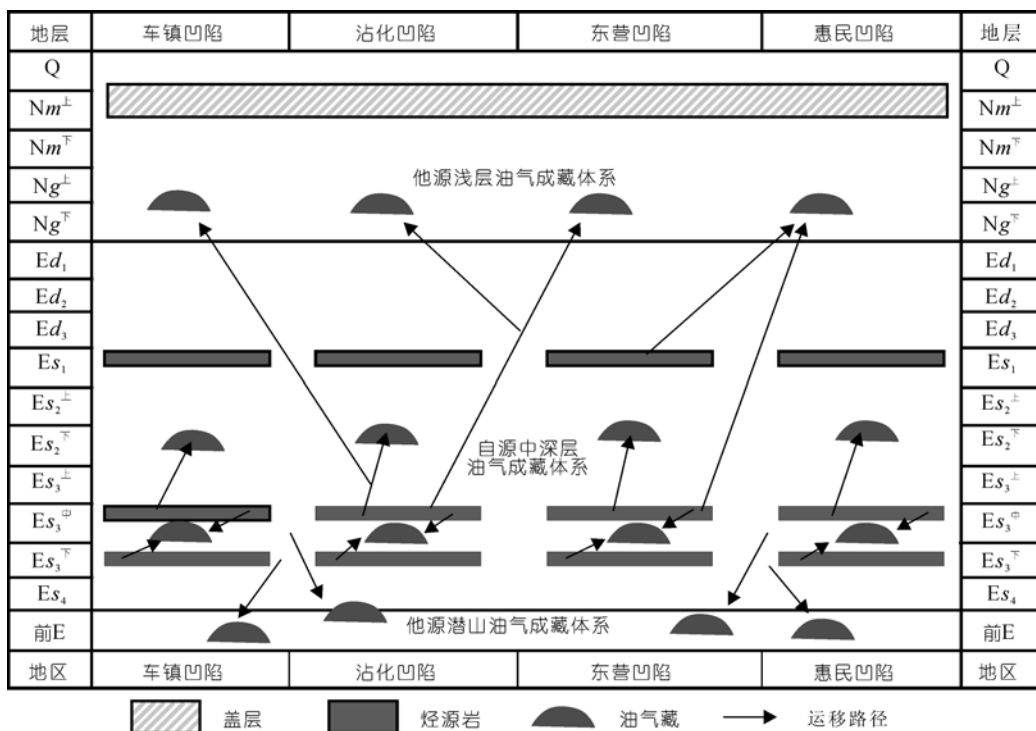 地层 车镇凹陷 沾化凹陷 东营凹陷 惠民凹陷 地层
Q Q
Nm上 Nm上
Nm下 Nm下
他源浅层油气成藏体系
Ng上 Ng上
Ng下 Ng下
Ed1 Ed1
Ed2 Ed2
Ed3 Ed3
Es1 Es1
Es2上 Es2上
Es2下 Es2下
自源中深层
油气成藏体系
Es3上 Es3上
Es3中 Es3中
Es3下 Es3下
Es4 Es4
前E 他源潜山油气成藏体系 前E
地区 车镇凹陷 沾化凹陷 东营凹陷 惠民凹陷 地区
盖层 烃源岩 油气藏 运移路径